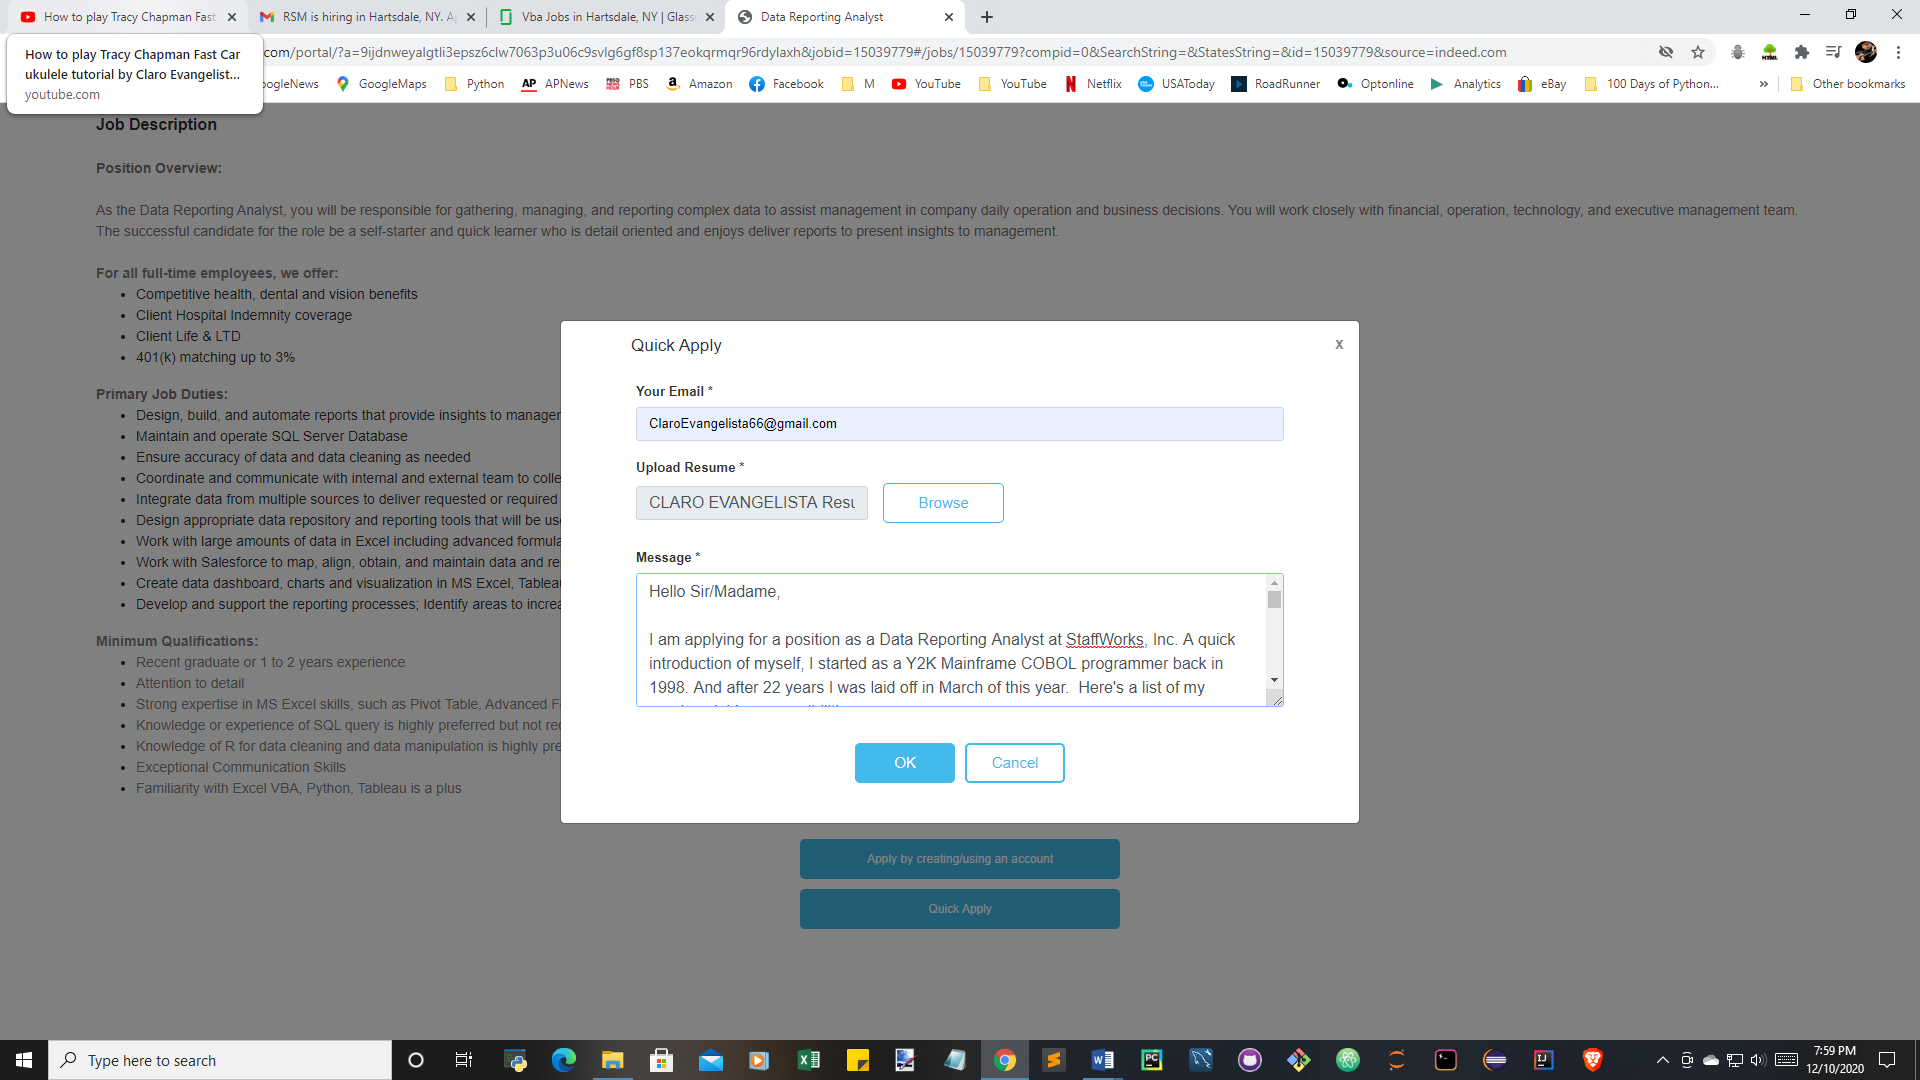 How to play Tracy Chapman Fast
RSM is hiring in Hartsdale, NY. Ap
Vba Jobs in Hartsdale, NY | Glass
Data Reporting Analyst
How to play Tracy Chapman Fast Car
ukulele tutorial by Claro Evangelist...
youtube.com
com/portal/?a=9ijdnweyalgtli3epsz6clw7063p3u06c9svlg6gf8sp137eokqrmqr96rdylaxh&jobid=15039779#/jobs/15039779?compid=0&SearchString=&StatesString=&id=15039779&source=indeed.com
oogleNews
GoogleMaps
Python
AP APNews
PBS
Amazon
Facebook
M
YouTube
YouTube
Netflix
USAToday
RoadRunner
Optonline
Analytics
eBay
100 Days of Python...
»
Other bookmarks
Job Description
Position Overview:
As the Data Reporting Analyst, you will be responsible for gathering, managing, and reporting complex data to assist management in company daily operation and business decisions. You will work closely with financial, operation, technology, and executive management team.
The successful candidate for the role be a self-starter and quick learner who is detail oriented and enjoys deliver reports to present insights to management.
For all full-time employees, we offer:
• Competitive health, dental and vision benefits
• Client Hospital Indemnity coverage
• Client Life & LTD
• 401(k) matching up to 3%
Primary Job Duties:
• Design, build, and automate reports that provide insights to manager
• Maintain and operate SQL Server Database
• Ensure accuracy of data and data cleaning as needed
• Coordinate and communicate with internal and external team to colle
• Integrate data from multiple sources to deliver requested or required
• Design appropriate data repository and reporting tools that will be us
• Work with large amounts of data in Excel including advanced formula
• Work with Salesforce to map, align, obtain, and maintain data and re
• Create data dashboard, charts and visualization in MS Excel, Tableau
• Develop and support the reporting processes; Identify areas to increa
Minimum Qualifications:
• Recent graduate or 1 to 2 years experience
• Attention to detail
• Strong expertise in MS Excel skills, such as Pivot Table, Advanced F
• Knowledge or experience of SQL query is highly preferred but not re
• Knowledge of R for data cleaning and data manipulation is highly pre
• Exceptional Communication Skills
• Familiarity with Excel VBA, Python, Tableau is a plus
Quick Apply
x
Your Email *
ClaroEvangelista66@gmail.com
Upload Resume *
CLARO EVANGELISTA Resu
Browse
Message *
Hello Sir/Madame,
I am applying for a position as a Data Reporting Analyst at StaffWorks, Inc. A quick
introduction of myself, I started as a Y2K Mainframe COBOL programmer back in
1998. And after 22 years I was laid off in March of this year.  Here's a list of my
OK
Cancel
Apply by creating/using an account
Quick Apply
Type here to search
7:59 PM
12/10/2020